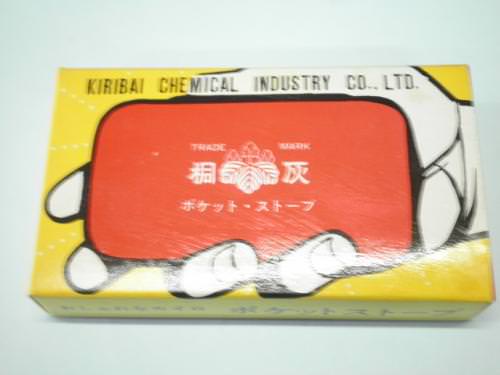 KIRIBAI CHEMICAL INDUSTRY CO., LTD.
TRADE MARK
桐灰
ポケット・ストーブ
ポケットストーブ